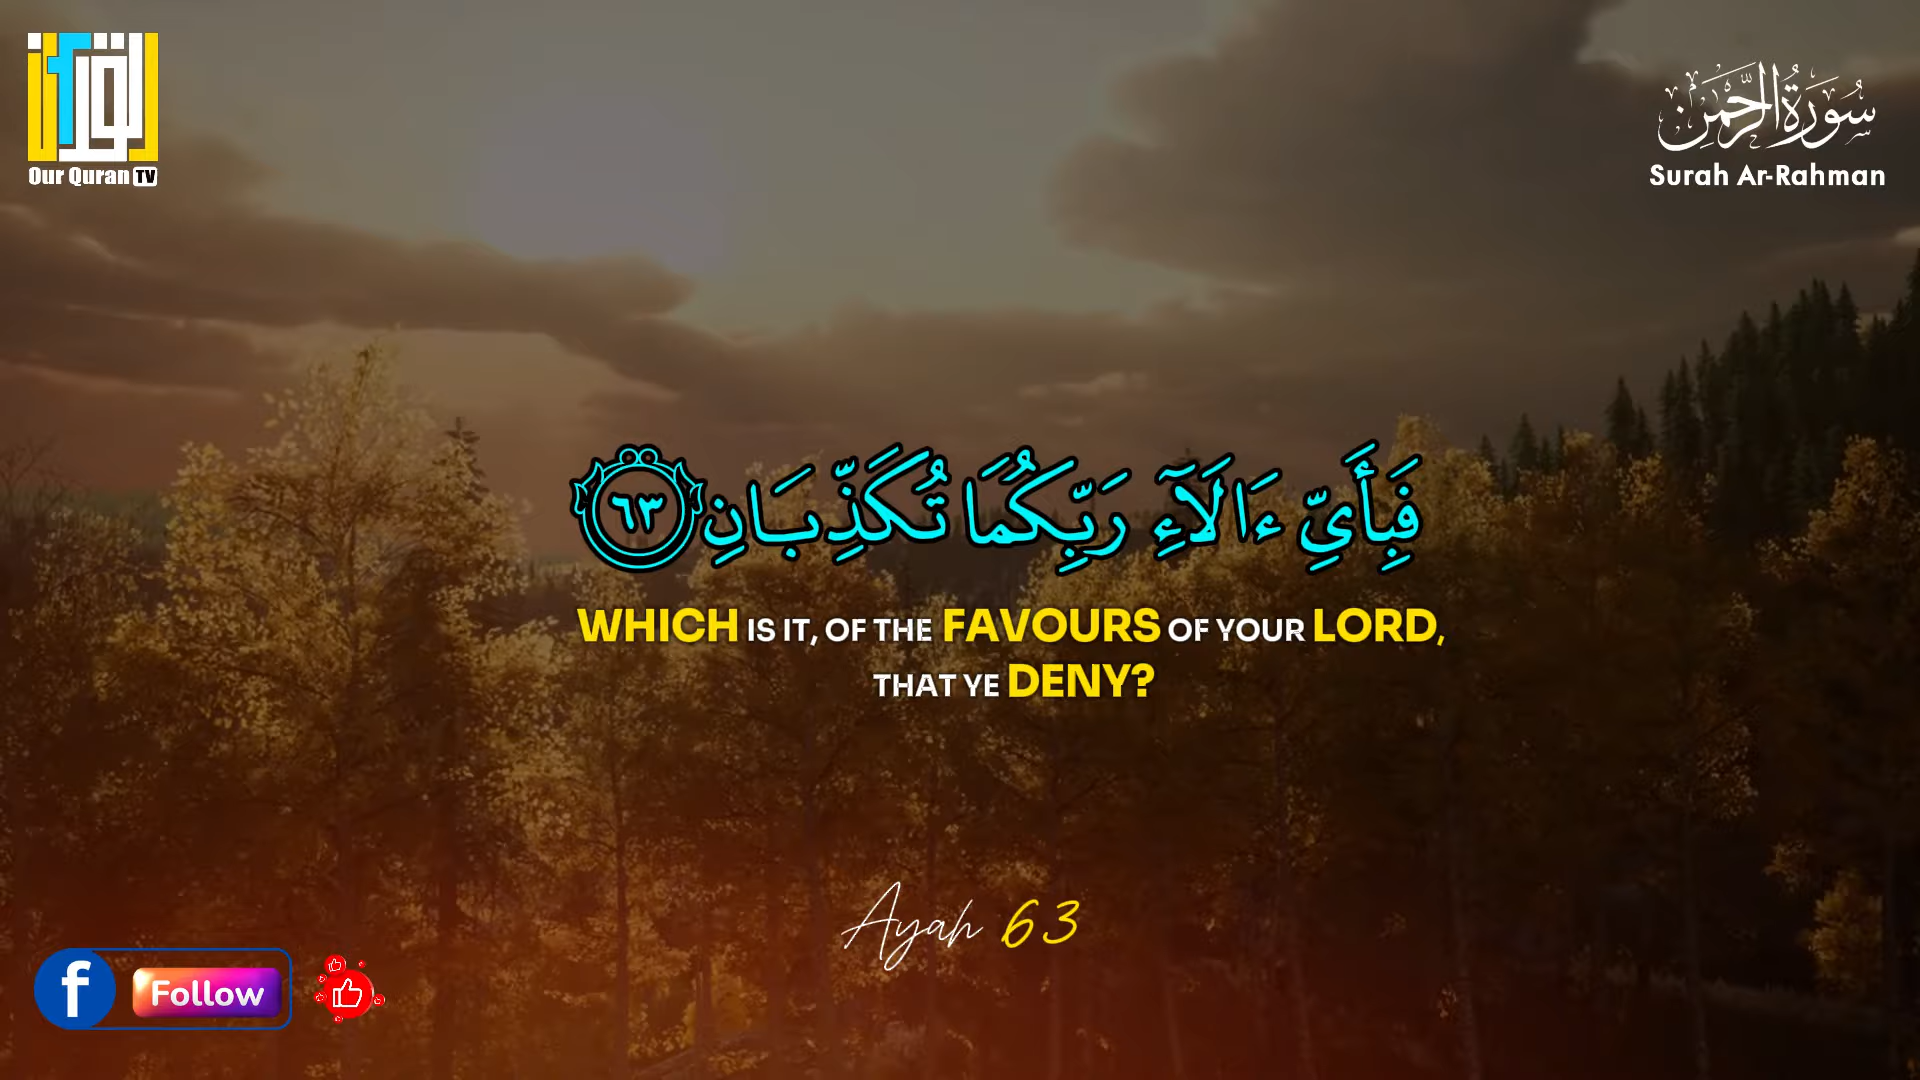 القرآن
Our Quran TV
سُورَةُ الرَّحْمَٰن
Surah Ar-Rahman
فَبِأَيِّ ءَالَآءِ رَبِّكُمَا تُكَذِّبَانِ ٦٣
WHICH IS IT, OF THE FAVOURS OF YOUR LORD,
THAT YE DENY?
Ayah 63
f Follow